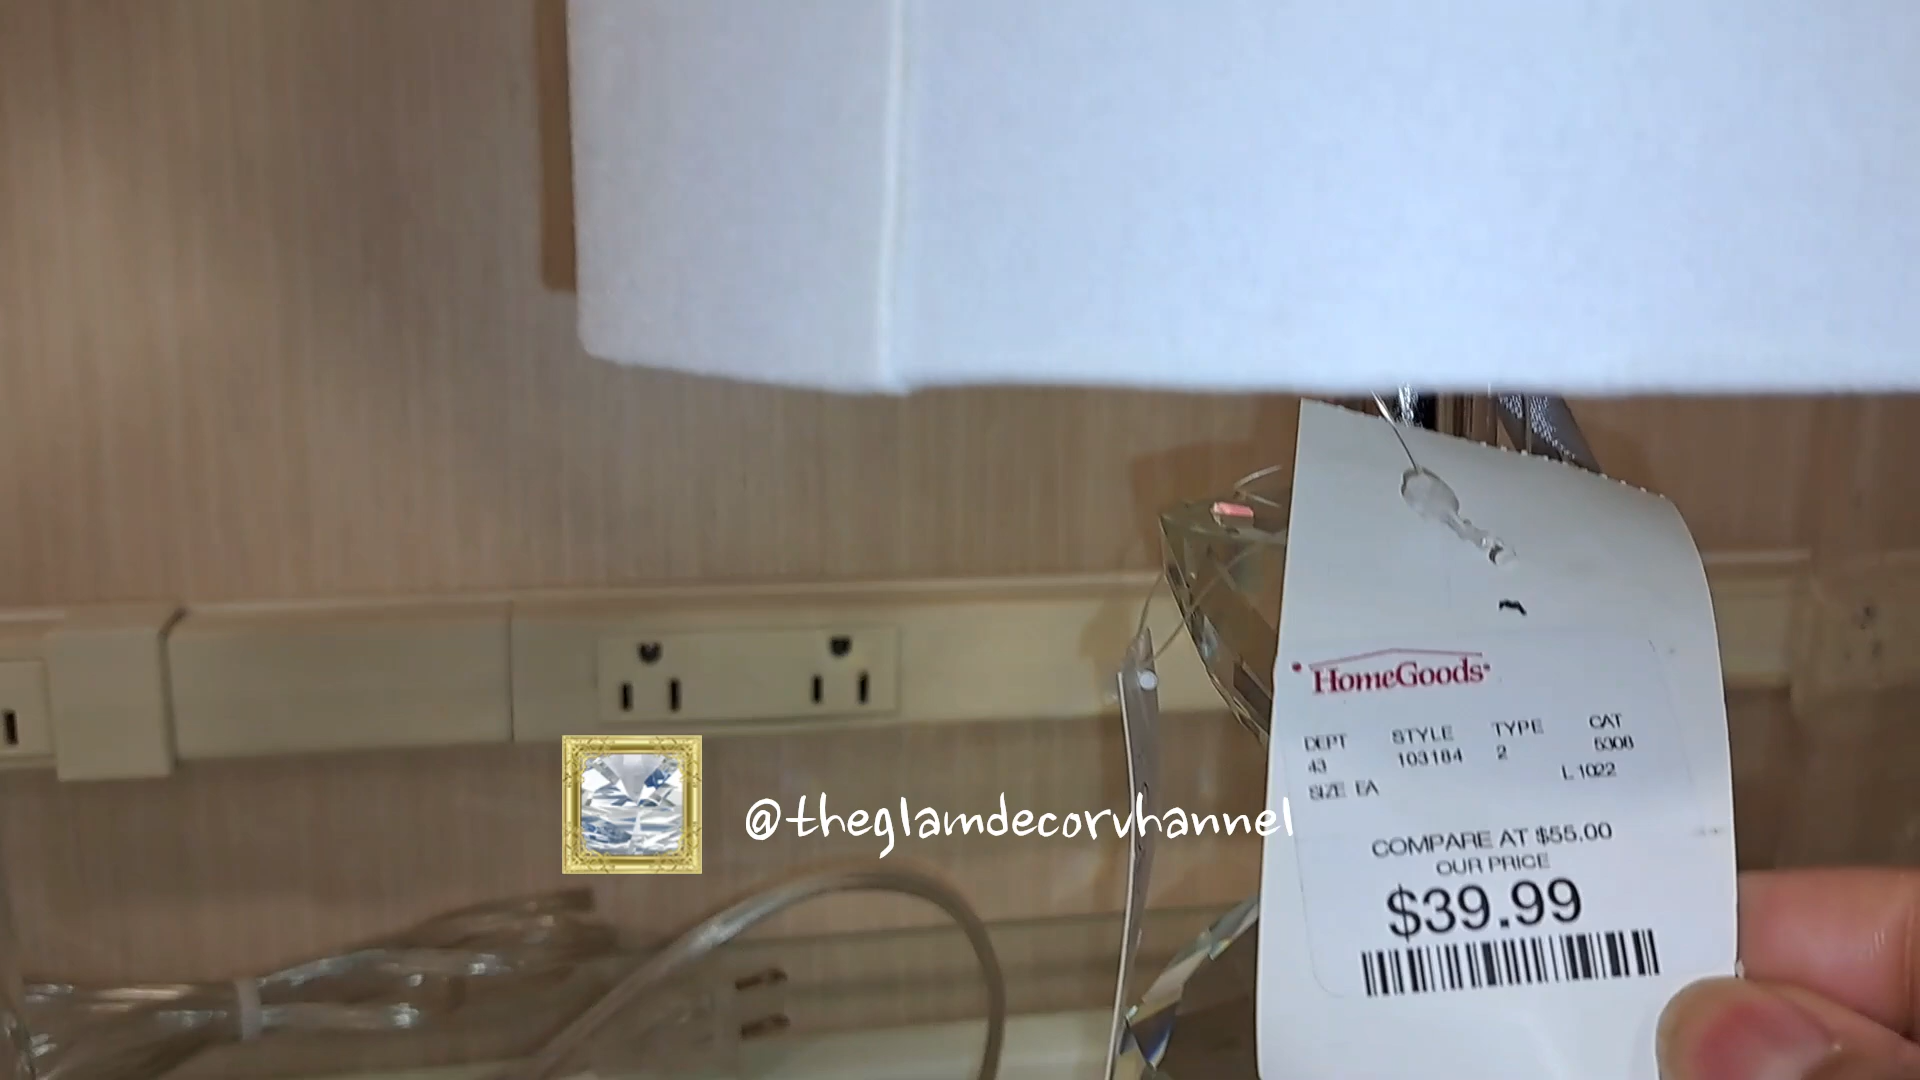 HomeGoods
DEPT STYLE TYPE CAT
43 103184 2 5308
SIZE EA L 1022
COMPARE AT $55.00
OUR PRICE
$39.99
@theglamdecorvhannel